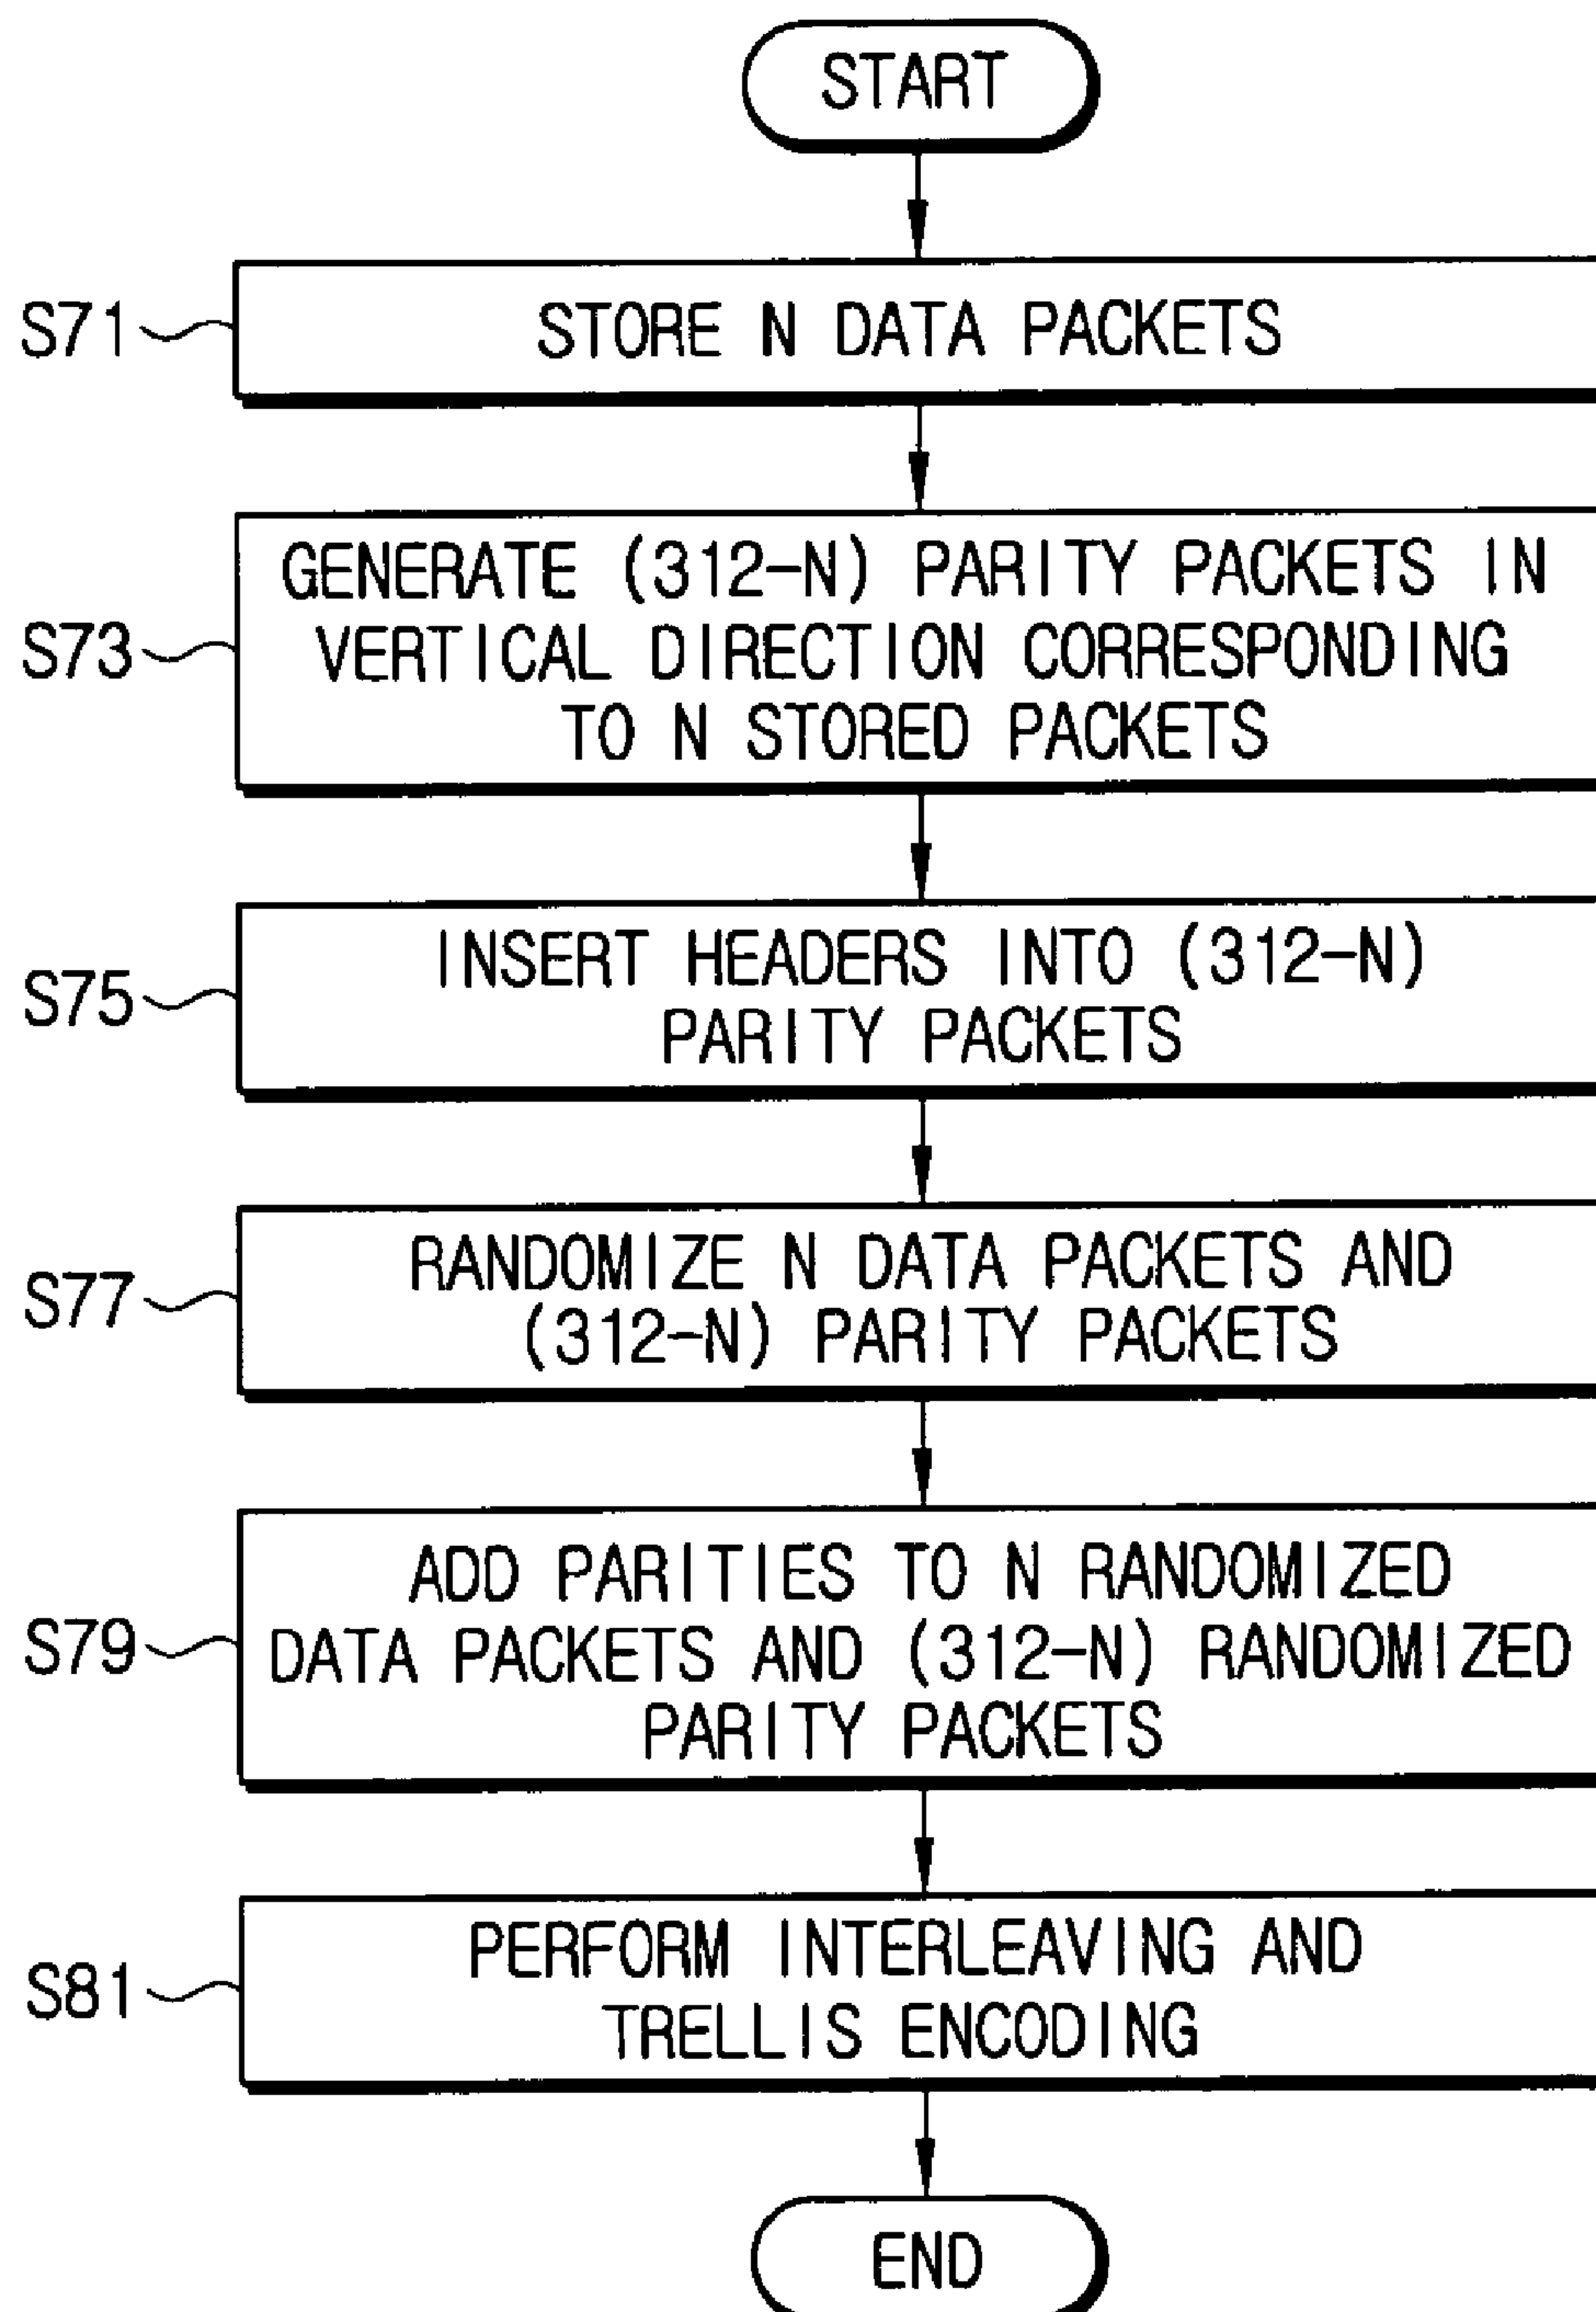 START
S71
STORE N DATA PACKETS
S73
GENERATE (312-N) PARITY PACKETS IN
VERTICAL DIRECTION CORRESPONDING
TO N STORED PACKETS
S75
INSERT HEADERS INTO (312-N)
PARITY PACKETS
S77
RANDOMIZE N DATA PACKETS AND
(312-N) PARITY PACKETS
S79
ADD PARITIES TO N RANDOMIZED
DATA PACKETS AND (312-N) RANDOMIZED
PARITY PACKETS
S81
PERFORM INTERLEAVING AND
TRELLIS ENCODING
END